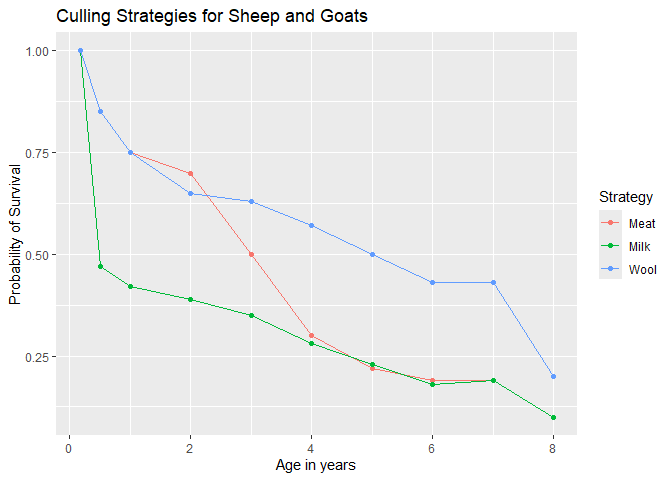 Culling Strategies for Sheep and Goats
Probability of Survival
1.00
0.75
0.50
0.25
0 2 4 6 8
Age in years
Strategy
Meat
Milk
Wool